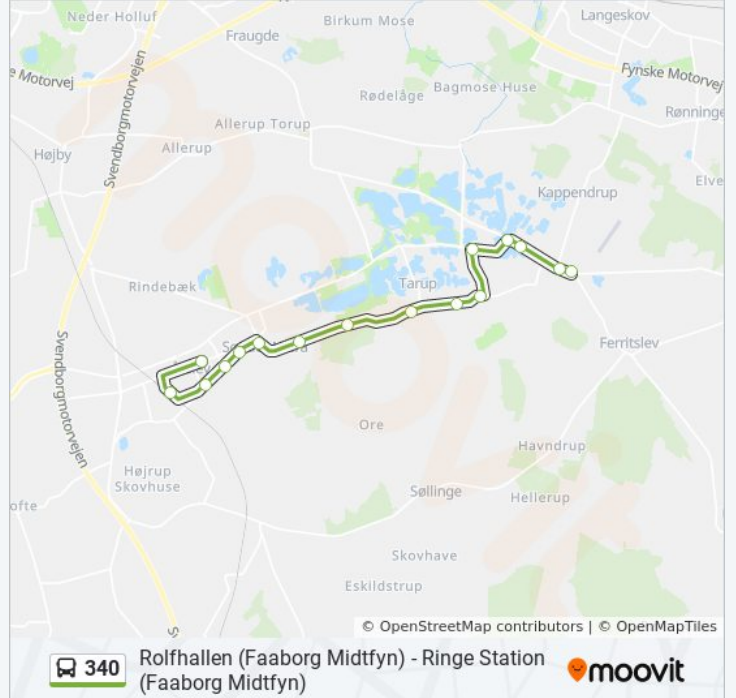 Neder Holluf
Birkum Mose
Langeskov
Fraugde
Motorvej
Fynske Motorvej
Bagmose Huse
Rødelåge
Rønninge
Svendborgmotorvejen
Allerup Torup
Højby
Allerup
Elve
Kappendrup
Rindebæk
Tarup
Ferritslev
Svendborgmotorvejen
Ore
Havndrup
Højrup
Skovhuse
Søllinge
Hellerup
ofte
Skovhave
Eskildstrup
© OpenStreetMap contributors | © OpenMapTiles
340
Rolfhallen (Faaborg Midtfyn) - Ringe Station
(Faaborg Midtfyn)
moovit